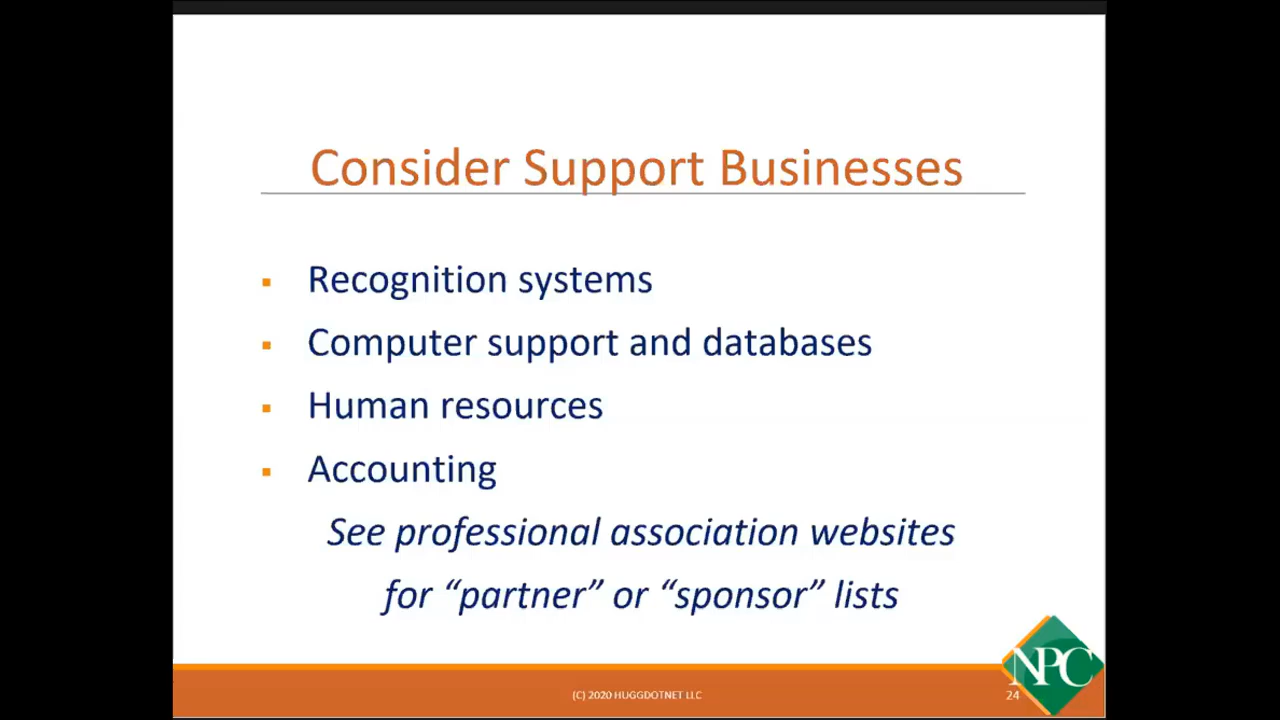 Consider Support Businesses
Recognition systems
Computer support and databases
Human resources
Accounting
See professional association websites
for “partner” or “sponsor” lists
NPC
(C) 2020 HUGGDOTNET LLC
24